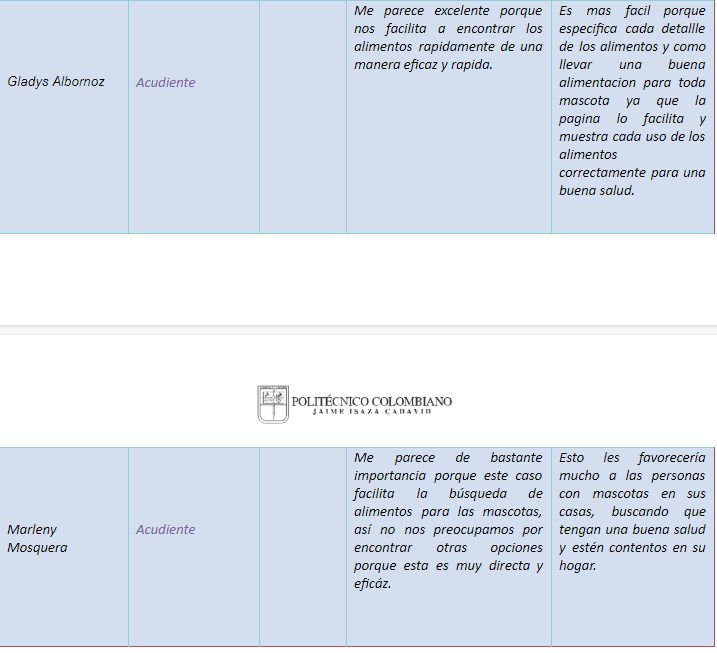 Gladys Albornoz
Acudiente
Me parece excelente porque
nos facilita a encontrar los
alimentos rapidamente de una
manera eficaz y rapida.
Es mas facil porque
especifica cada detallle
de los alimentos y como
llevar una buena
alimentacion para toda
mascota ya que la
pagina lo facilita y
muestra cada uso de los
alimentos
correctamente para una
buena salud.
POLITÉCNICO COLOMBIANO
JAIME ISAZA CADAVID
Marleny
Mosquera
Acudiente
Me parece de bastante
importancia porque este caso
facilita la búsqueda de
alimentos para las mascotas,
así no nos preocupamos por
encontrar otras opciones
porque esta es muy directa y
eficáz.
Esto les favorecería
mucho a las personas
con mascotas en sus
casas, buscando que
tengan una buena salud
y estén contentos en su
hogar.